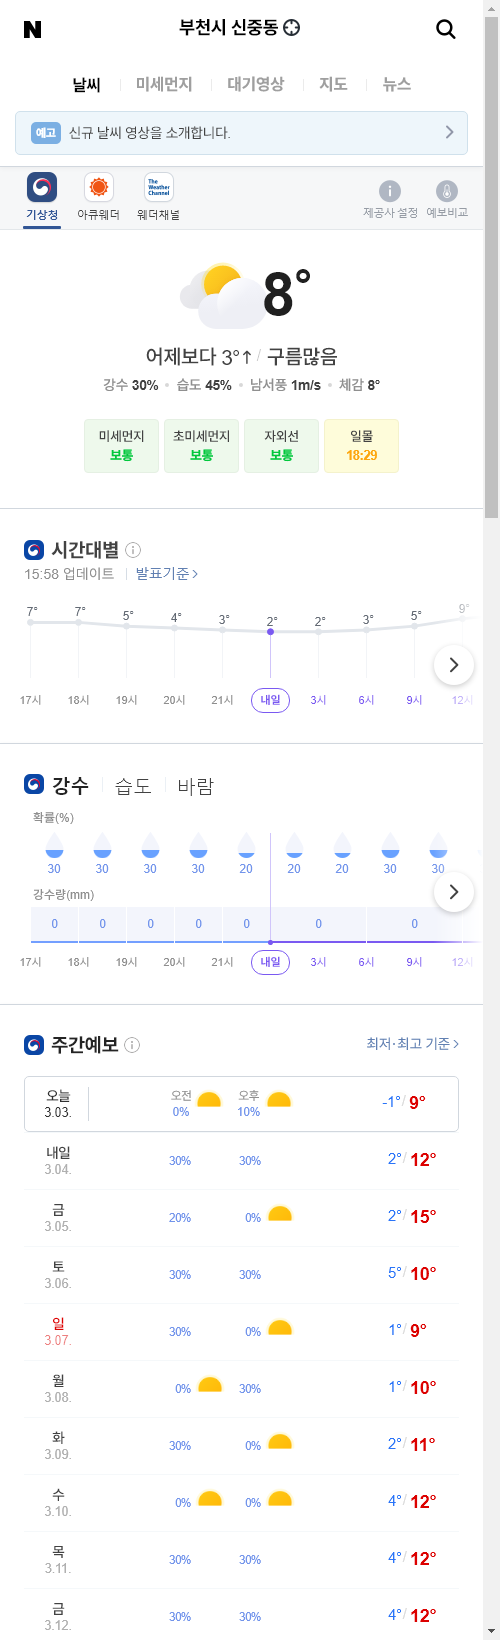 N
부천시 신중동
날씨 미세먼지 대기영상 지도 뉴스
예고 신규 날씨 영상을 소개합니다.
The Weather Channel
기상청 아큐웨더 웨더채널 제공사 설정 예보비교
8°
어제보다 3°↑ / 구름많음
강수 30% 습도 45% 남서풍 1m/s 체감 8°
미세먼지 초미세먼지 자외선 일몰
보통 보통 보통 18:29
시간대별
15:58 업데이트 발표기준 >
7° 7° 5° 4° 3° 2° 2° 3° 5° 9°
17시 18시 19시 20시 21시 내일 3시 6시 9시 12시
강수 습도 바람
확률(%)
30 30 30 30 20 20 20 30 30
강수량(mm)
0 0 0 0 0 0 0
17시 18시 19시 20시 21시 내일 3시 6시 9시 12시
주간예보 최저·최고 기준 >
오늘 오전 오후 -1°/ 9°
3.03. 0% 10%
내일 30% 30% 2°/ 12°
3.04.
금 20% 0% 2°/ 15°
3.05.
토 30% 30% 5°/ 10°
3.06.
일 30% 0% 1°/ 9°
3.07.
월 0% 30% 1°/ 10°
3.08.
화 30% 0% 2°/ 11°
3.09.
수 0% 0% 4°/ 12°
3.10.
목 30% 30% 4°/ 12°
3.11.
금 30% 30% 4°/ 12°
3.12.